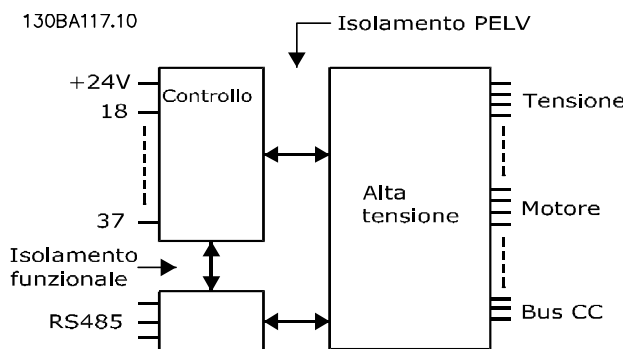 130BA117.10
Isolamento PELV
+24V
Controllo
18
37
Alta
tensione
Tensione
Motore
Bus CC
Isolamento
funzionale
RS485